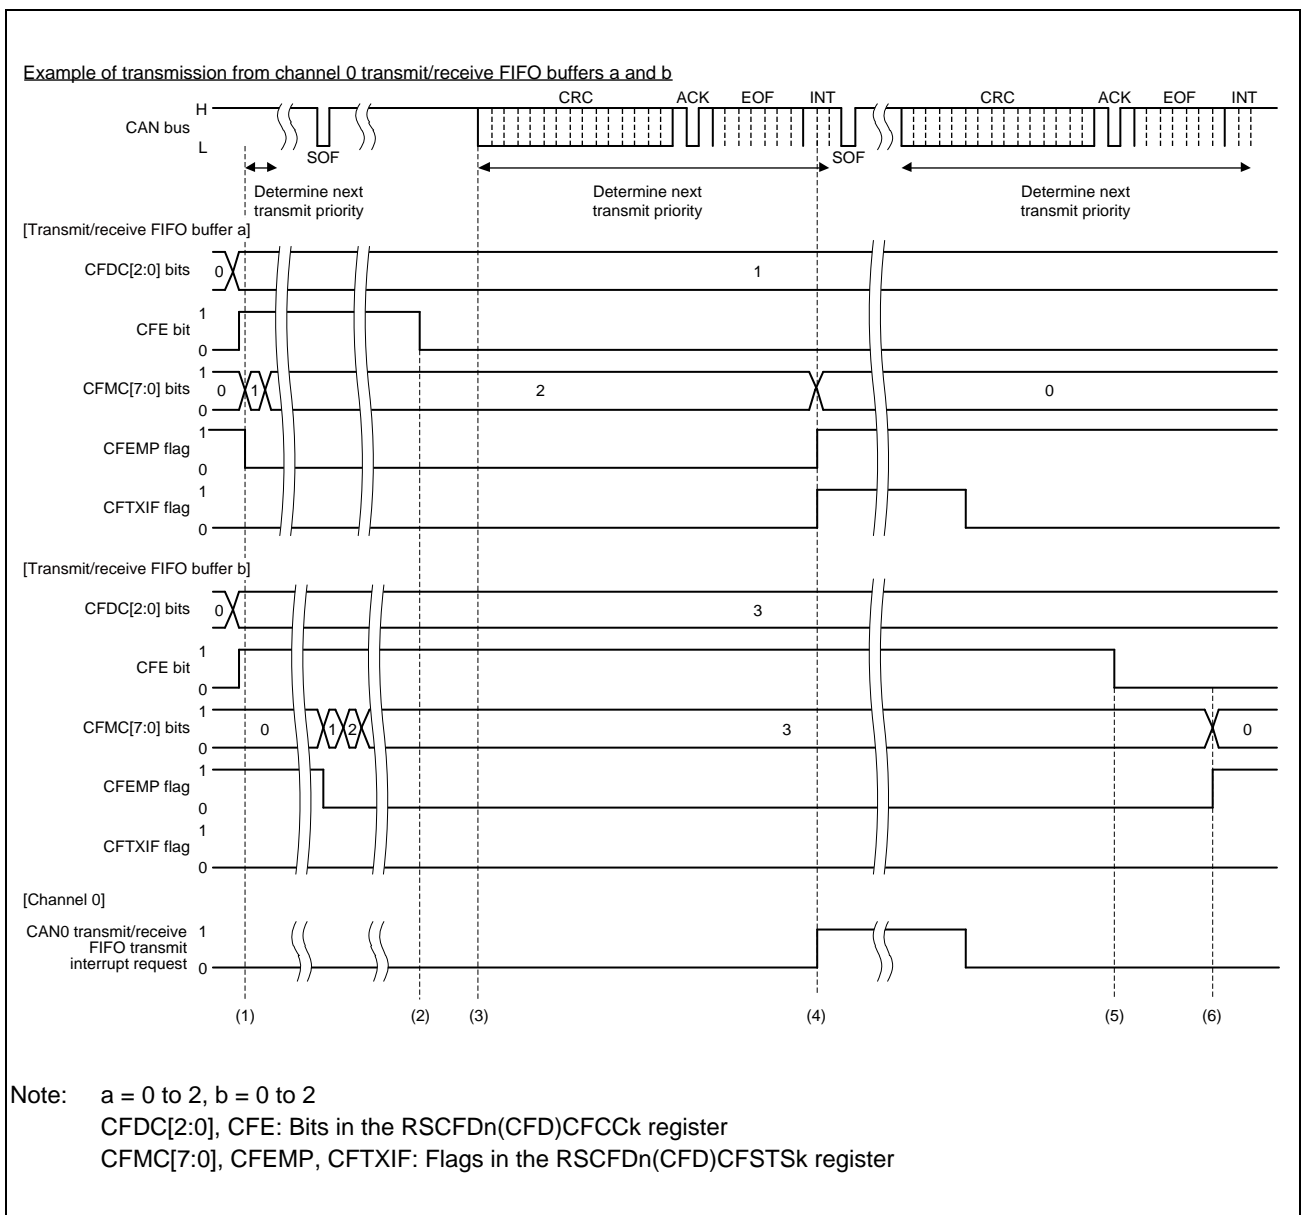 Example of transmission from channel 0 transmit/receive FIFO buffers a and b
CRC ACK EOF INT CRC ACK EOF INT
H
CAN bus
L
SOF SOF
Determine next transmit priority
Determine next transmit priority
Determine next transmit priority
[Transmit/receive FIFO buffer a]
CFDC[2:0] bits 0 1
CFE bit 1 0
CFMC[7:0] bits 1 0 0 1 2 0
CFEMP flag 1 0
CFTXIF flag 1 0
[Transmit/receive FIFO buffer b]
CFDC[2:0] bits 0 3
CFE bit 1 0
CFMC[7:0] bits 1 0 0 1 2 3 0
CFEMP flag 1 0
CFTXIF flag 1 0
[Channel 0]
CAN0 transmit/receive 1
FIFO transmit
interrupt request 0
(1) (2) (3) (4) (5) (6)
Note: a = 0 to 2, b = 0 to 2
CFDC[2:0], CFE: Bits in the RSCFDn(CFD)CFCCk register
CFMC[7:0], CFEMP, CFTXIF: Flags in the RSCFDn(CFD)CFSTSk register